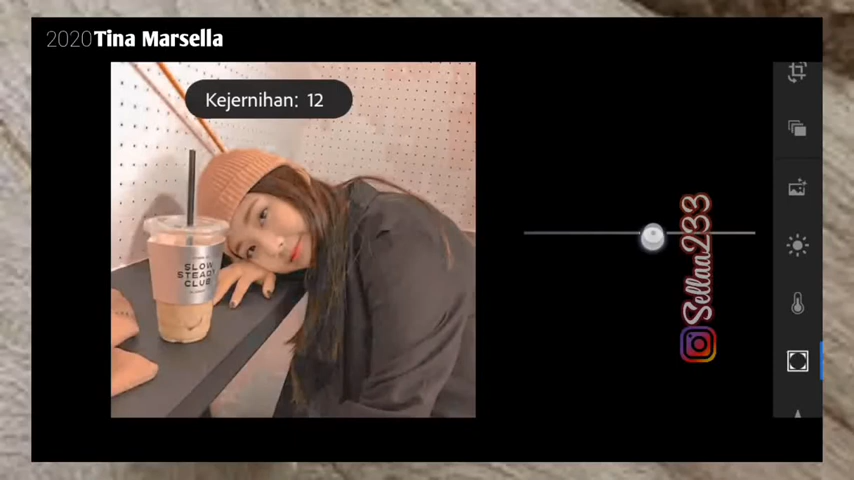 2020Tina Marsella
Kejernihan: 12
SLOW
STEADY
CLUB
Sellaa233